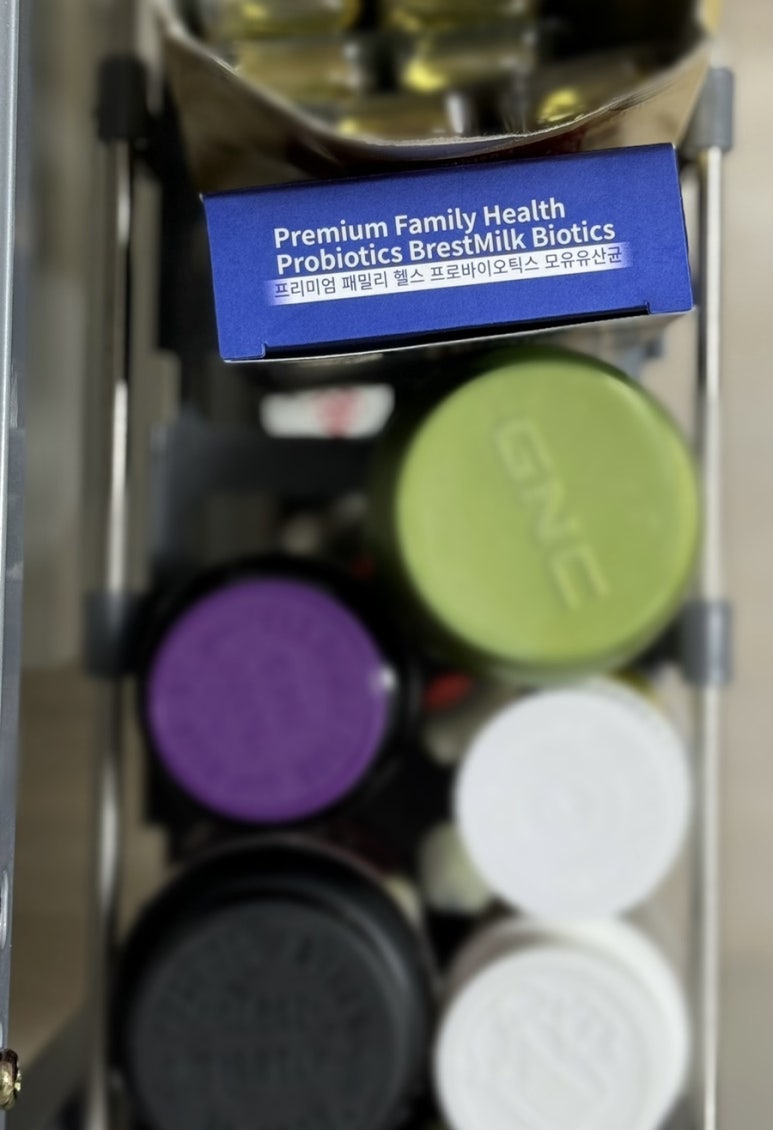 Premium Family Health
Probiotics BrestMilk Biotics
프리미엄 패밀리 헬스 프로바이오틱스 모유유산균
GNC